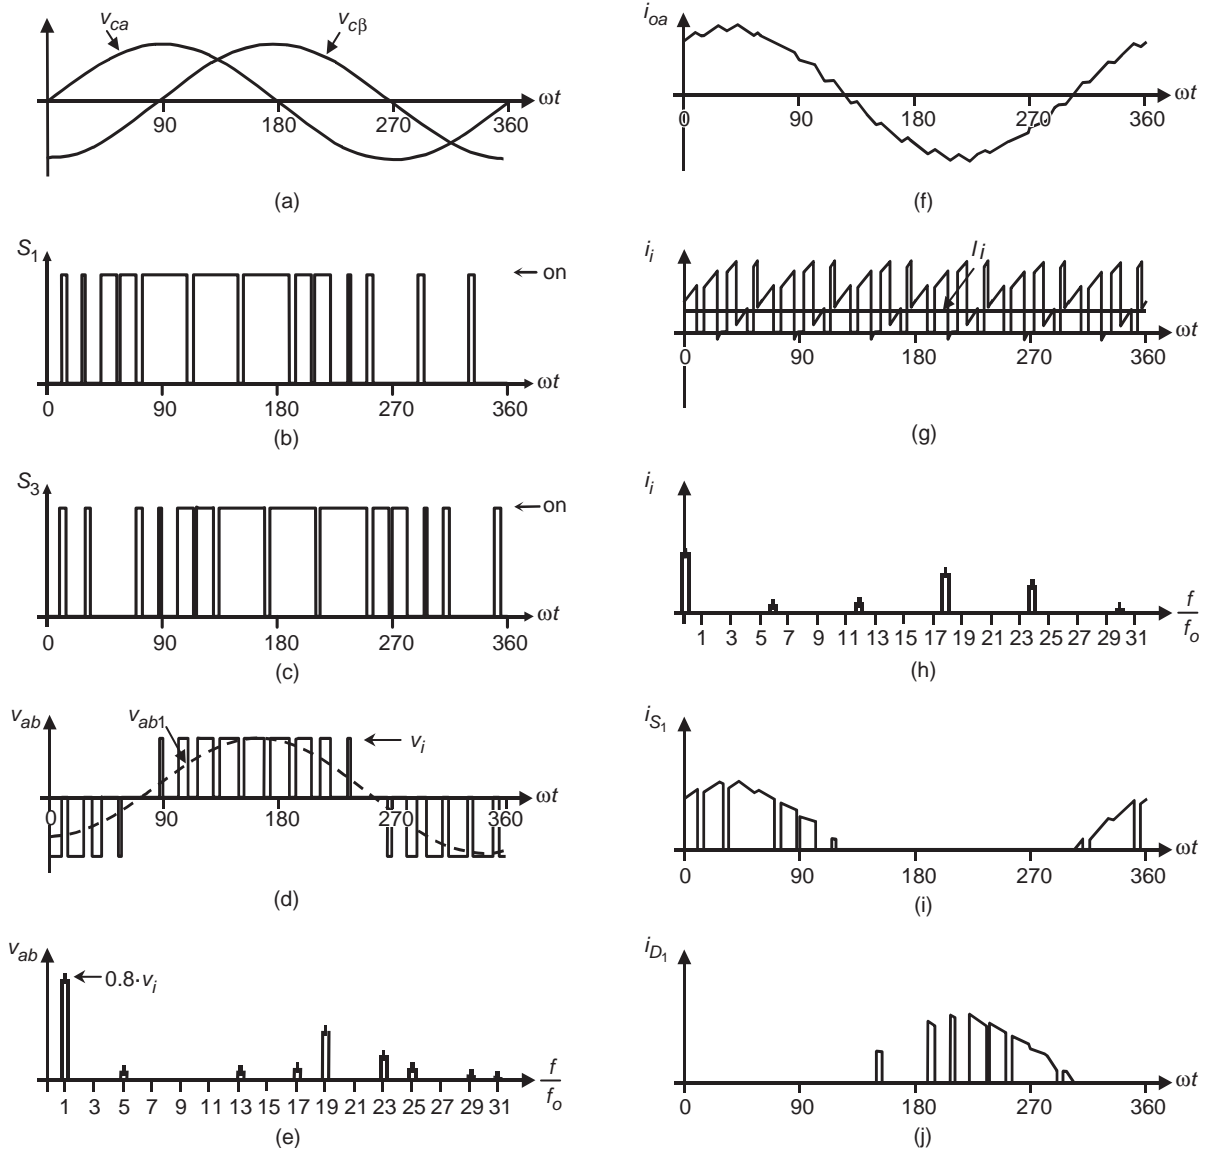 v_ca v_cβ
ωt
90 180 270 360
(a)
S_1
on
ωt
0 90 180 270 360
(b)
S_3
on
ωt
0 90 180 270 360
(c)
v_ab v_ab1
v_i
ωt
0 90 180 270 360
(d)
v_ab
0.8·v_i
f/f_o
1 3 5 7 9 11 13 15 17 19 21 23 25 27 29 31
(e)
i_oa
ωt
0 90 180 270 360
(f)
i_i I_i
ωt
0 90 180 270 360
(g)
i_i
f/f_o
1 3 5 7 9 11 13 15 17 19 21 23 25 27 29 31
(h)
i_S_1
ωt
0 90 180 270 360
(i)
i_D_1
ωt
0 90 180 270 360
(j)